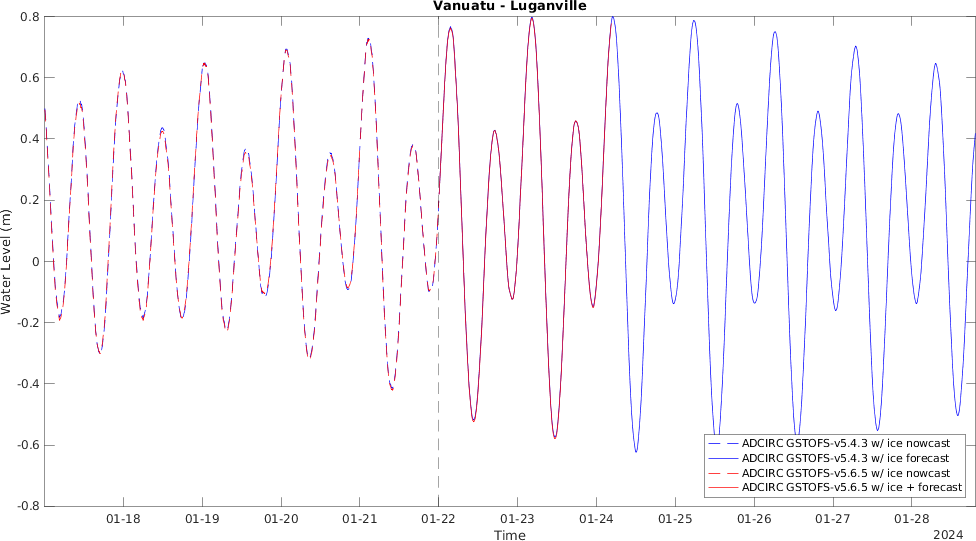 Vanuatu - Luganville
0.8
0.6
0.4
0.2
0
-0.2
-0.4
-0.6
-0.8
Water Level (m)
ADCIRC GSTOFS-v5.4.3 w/ ice nowcast
ADCIRC GSTOFS-v5.4.3 w/ ice forecast
ADCIRC GSTOFS-v5.6.5 w/ ice nowcast
ADCIRC GSTOFS-v5.6.5 w/ ice + forecast
01-18 01-19 01-20 01-21 01-22 01-23 01-24 01-25 01-26 01-27 01-28
Time
2024